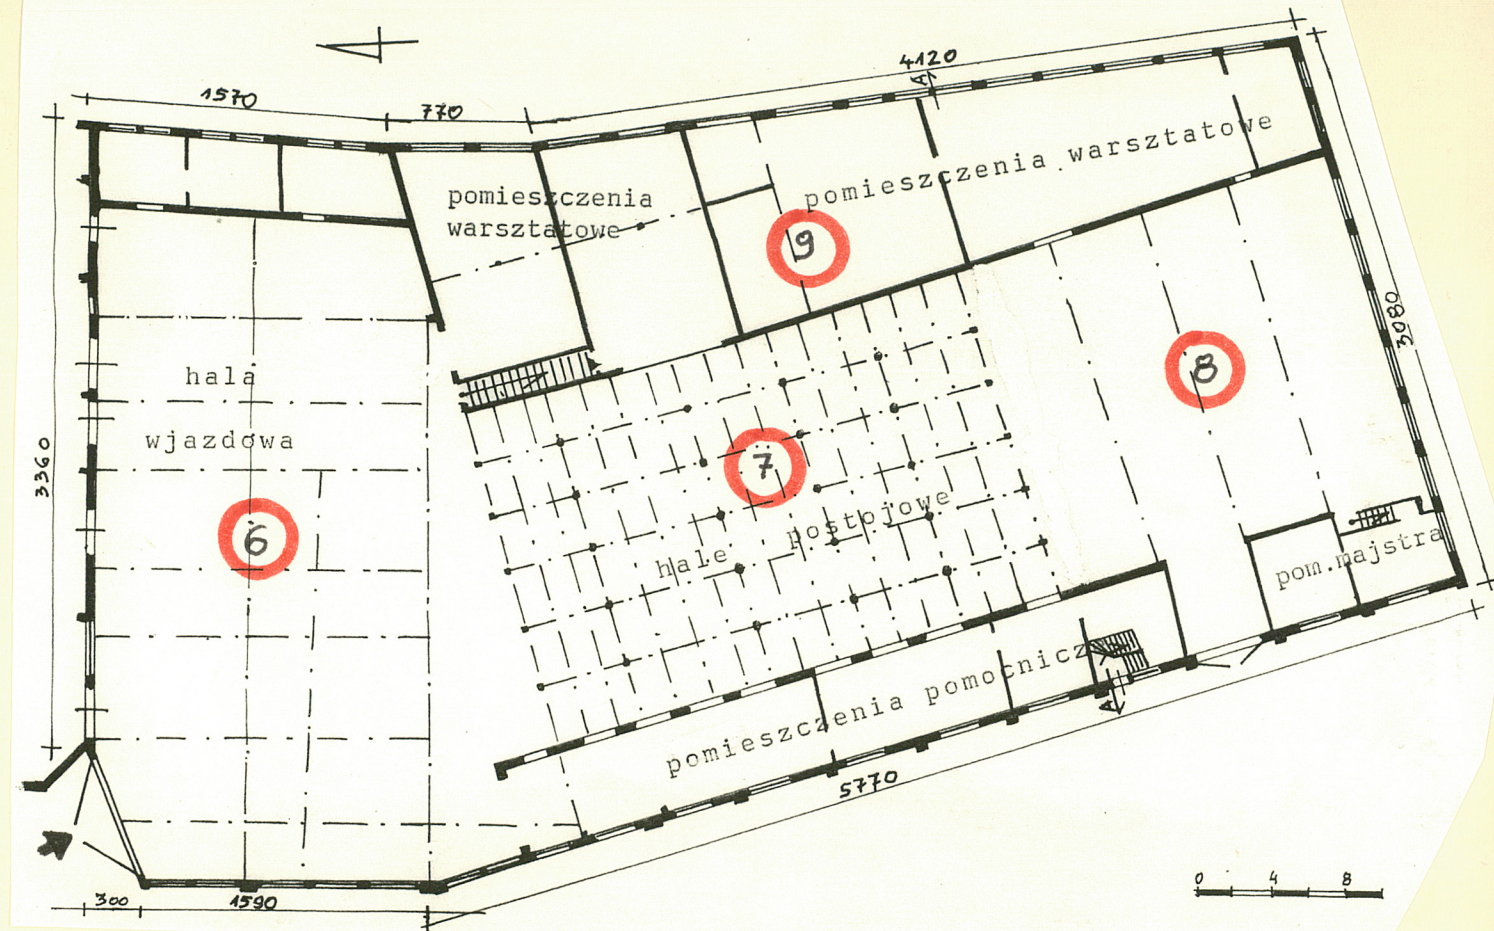 4120
A
1570
770
pomieszczenia
warsztatowe
pomieszczenia warsztatowe
9
3080
8
hala
wjazdowa
3360
7
6
hale postojowe
pom.majstra
pomieszczenia pomocnicze
A
5770
0 4 8
300
1590